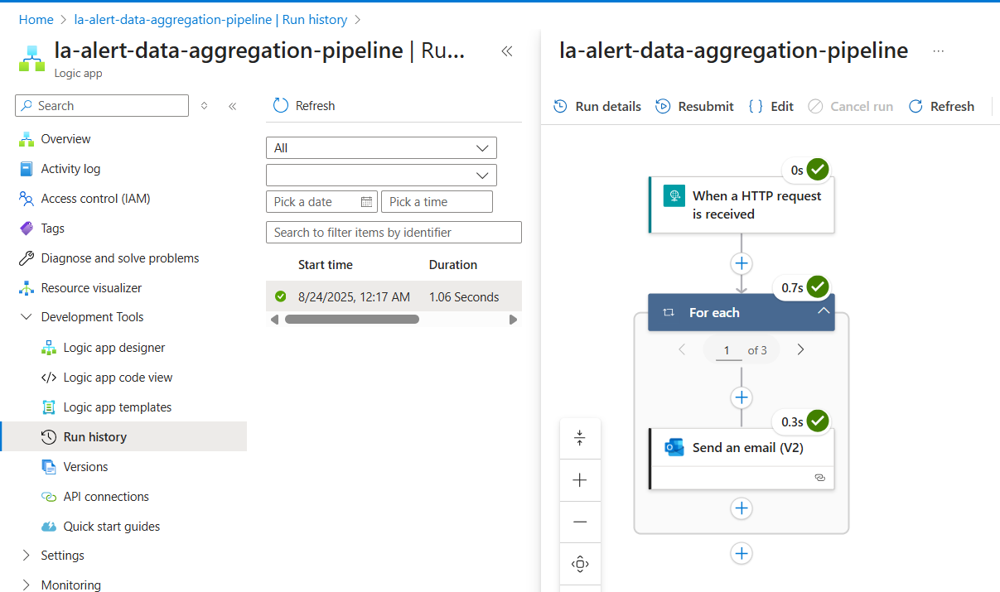 Home > la-alert-data-aggregation-pipeline | Run history >
la-alert-data-aggregation-pipeline | Ru...
Logic app
Search
Overview
Activity log
Access control (IAM)
Tags
Diagnose and solve problems
Resource visualizer
Development Tools
Logic app designer
Logic app code view
Logic app templates
Run history
Versions
API connections
Quick start guides
Settings
Monitoring
Refresh
All
Pick a date
Pick a time
Search to filter items by identifier
Start time Duration
8/24/2025, 12:17 AM 1.06 Seconds
la-alert-data-aggregation-pipeline ...
Run details Resubmit Edit Cancel run Refresh
0s
When a HTTP request
is received
0.7s
For each
1 of 3
0.3s
Send an email (V2)